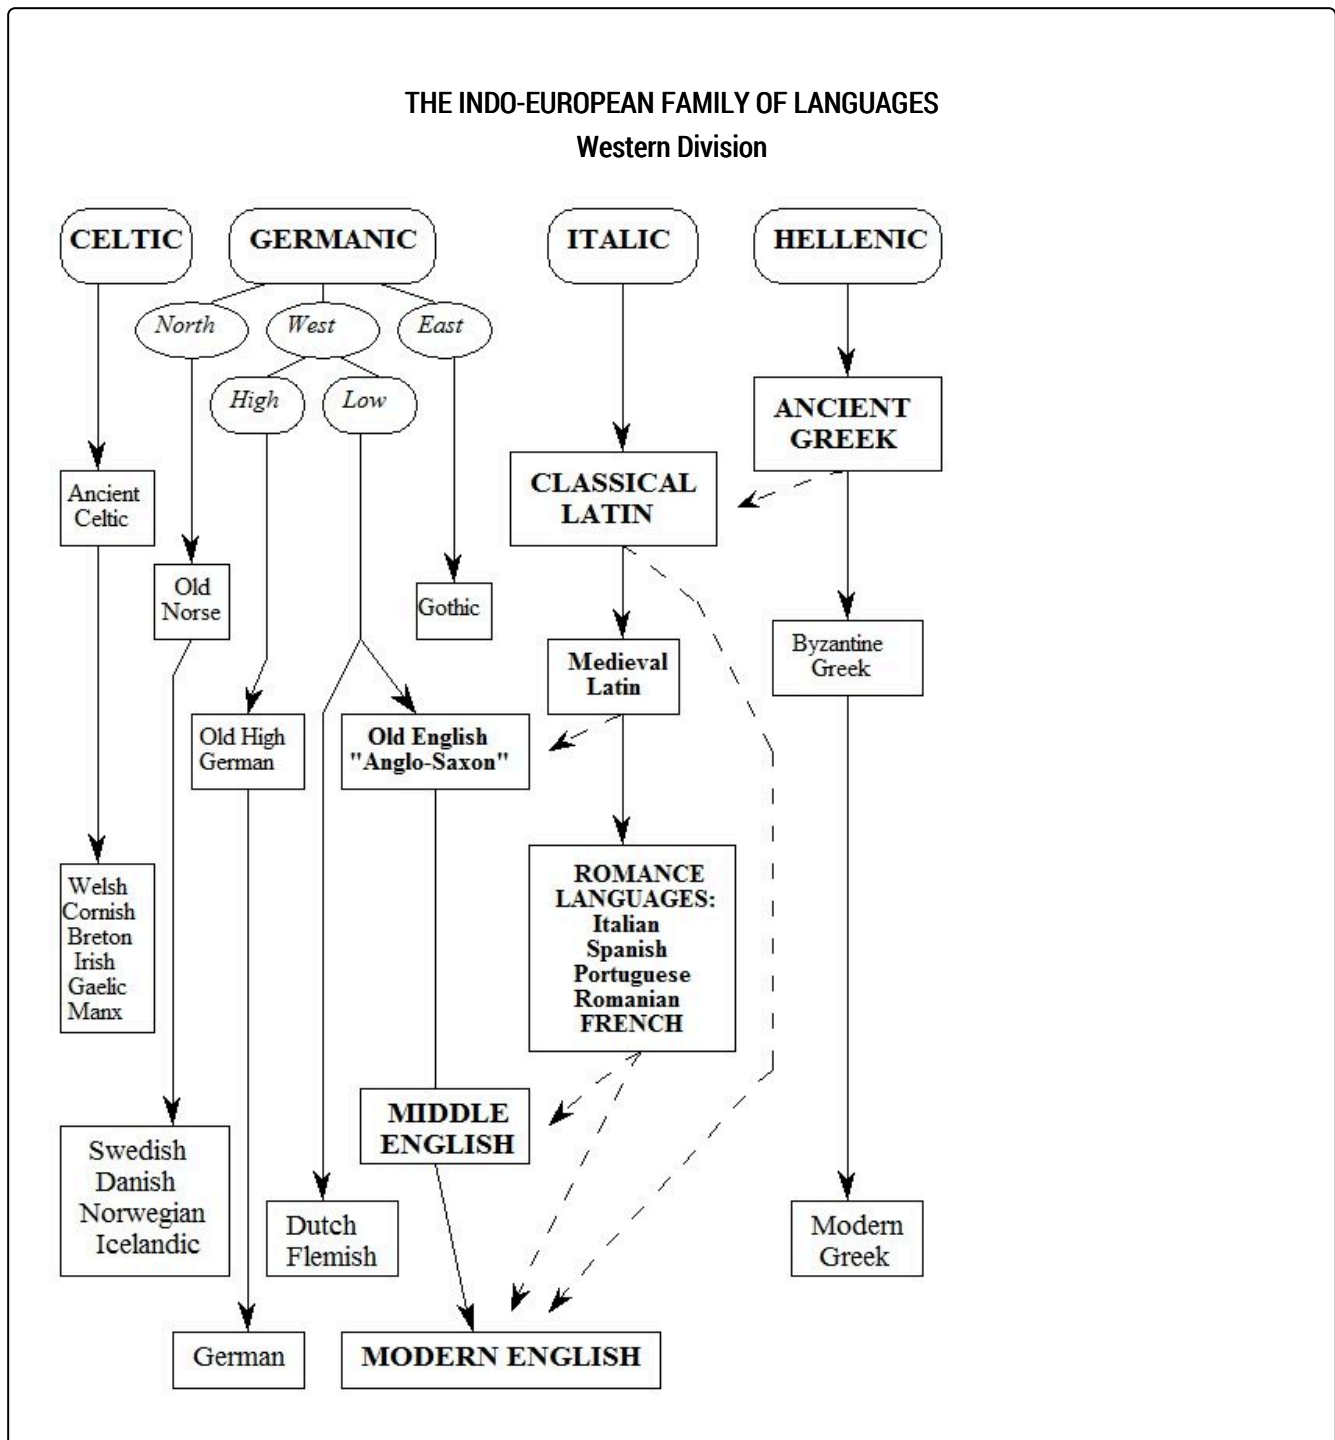 THE INDO-EUROPEAN FAMILY OF LANGUAGES
Western Division
CELTIC
GERMANIC
ITALIC
HELLENIC
North
West
East
High
Low
ANCIENT
GREEK
CLASSICAL
LATIN
Ancient
Celtic
Old
Norse
Gothic
Medieval
Latin
Byzantine
Greek
Old High
German
Old English
"Anglo-Saxon"
ROMANCE
LANGUAGES:
Italian
Spanish
Portuguese
Romanian
FRENCH
Welsh
Cornish
Breton
Irish
Gaelic
Manx
MIDDLE
ENGLISH
Swedish
Danish
Norwegian
Icelandic
Dutch
Flemish
Modern
Greek
German
MODERN ENGLISH